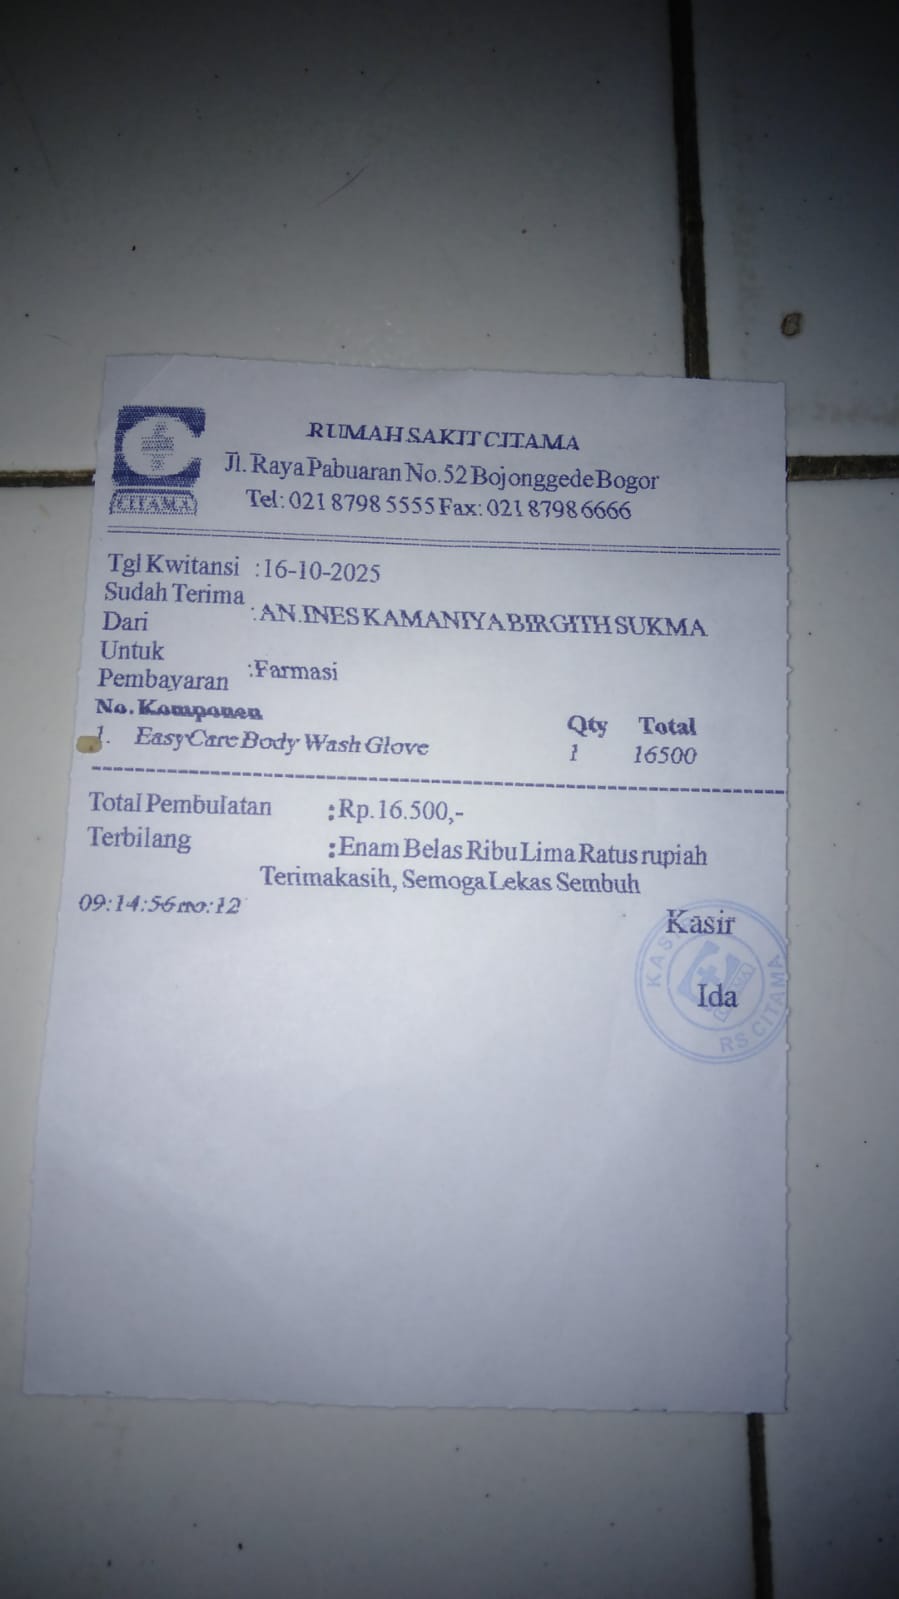 CITAMA
RUMAH SAKIT CITAMA
Jl. Raya Pabuaran No.52 Bojonggede Bogor
Tel: 021 8798 5555 Fax: 021 8798 6666
Tgl Kwitansi :16-10-2025
Sudah Terima Dari :AN.INES KAMANIYA BIRGITH SUKMA
Untuk Pembayaran :Farmasi
No. Komponen Qty Total
1. EasyCare Body Wash Glove 1 16500
Total Pembulatan :Rp.16.500,-
Terbilang :Enam Belas Ribu Lima Ratus rupiah
Terimakasih, Semoga Lekas Sembuh
09:14:56 no:12
Kasir
Ida
KASIR
RS CITAMA